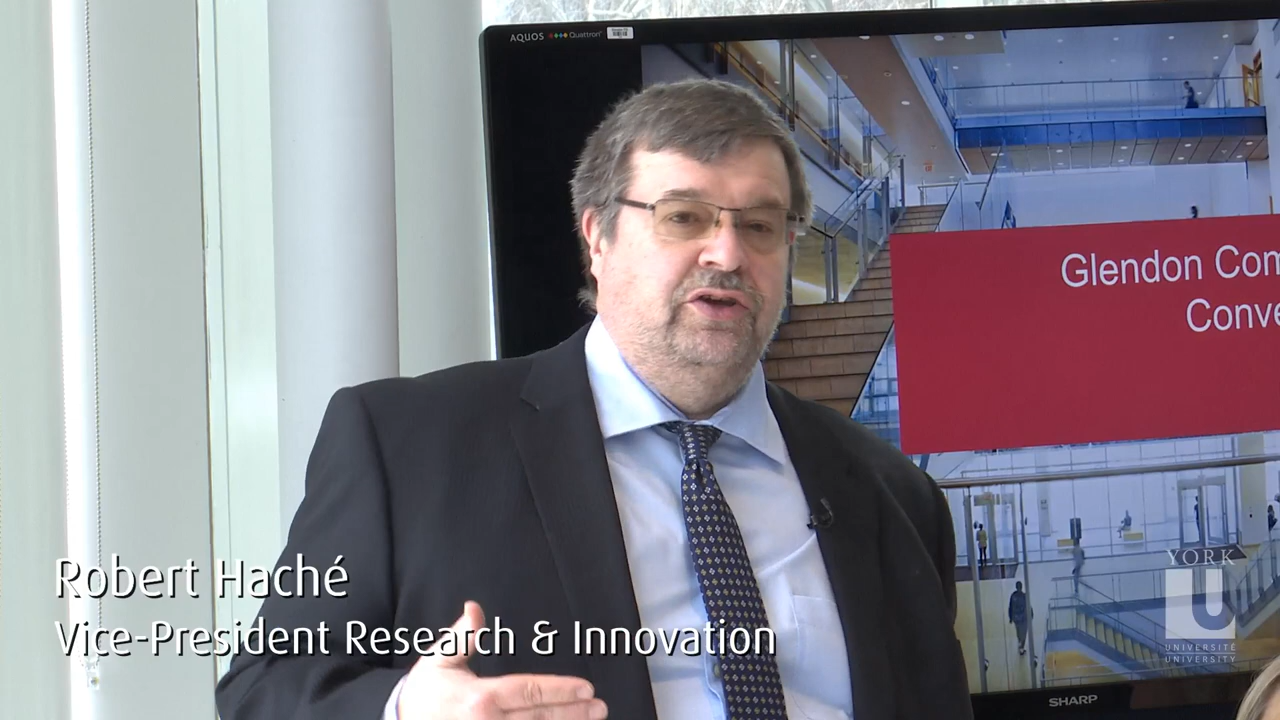 AQUOS Quattron
Glendon Com
Conve
Robert Haché
Vice-President Research & Innovation
YORK
U
UNIVERSITÉ
UNIVERSITY
SHARP